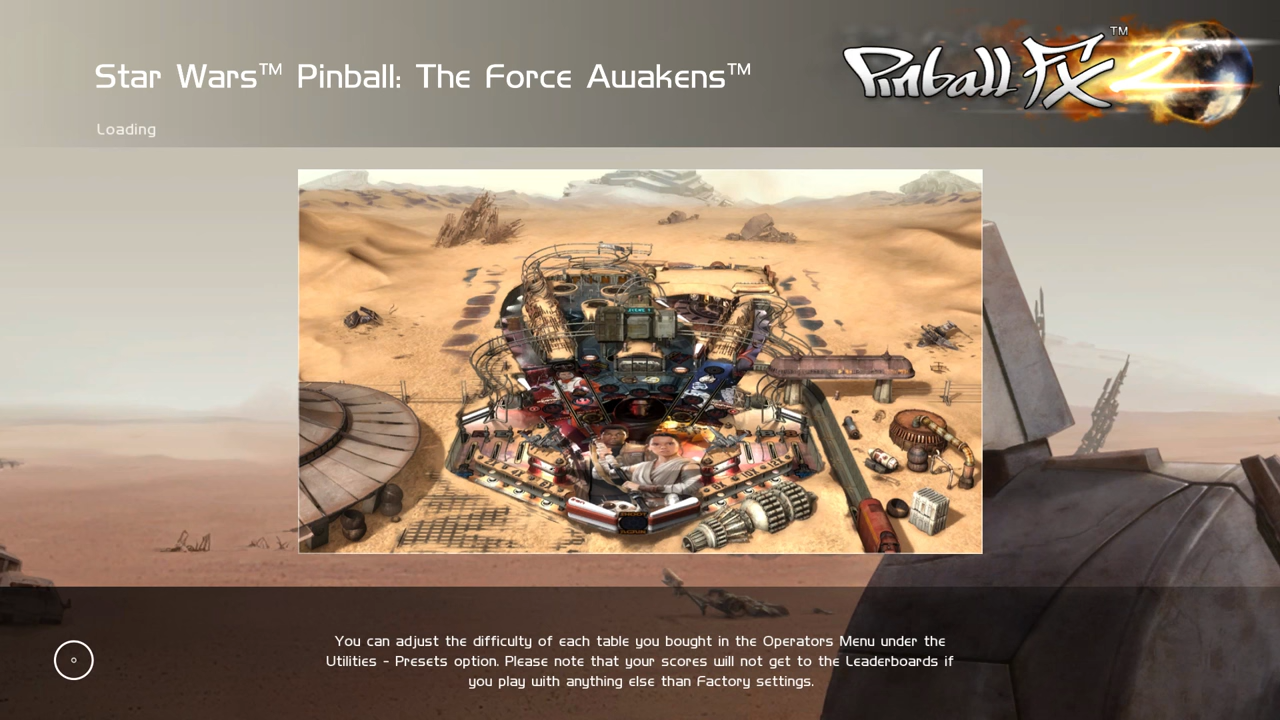 Star Wars™ Pinball: The Force Awakens™
Pinball FX2™
Loading
You can adjust the difficulty of each table you bought in the Operators Menu under the
Utilities - Presets option. Please note that your scores will not get to the Leaderboards if
you play with anything else than Factory settings.